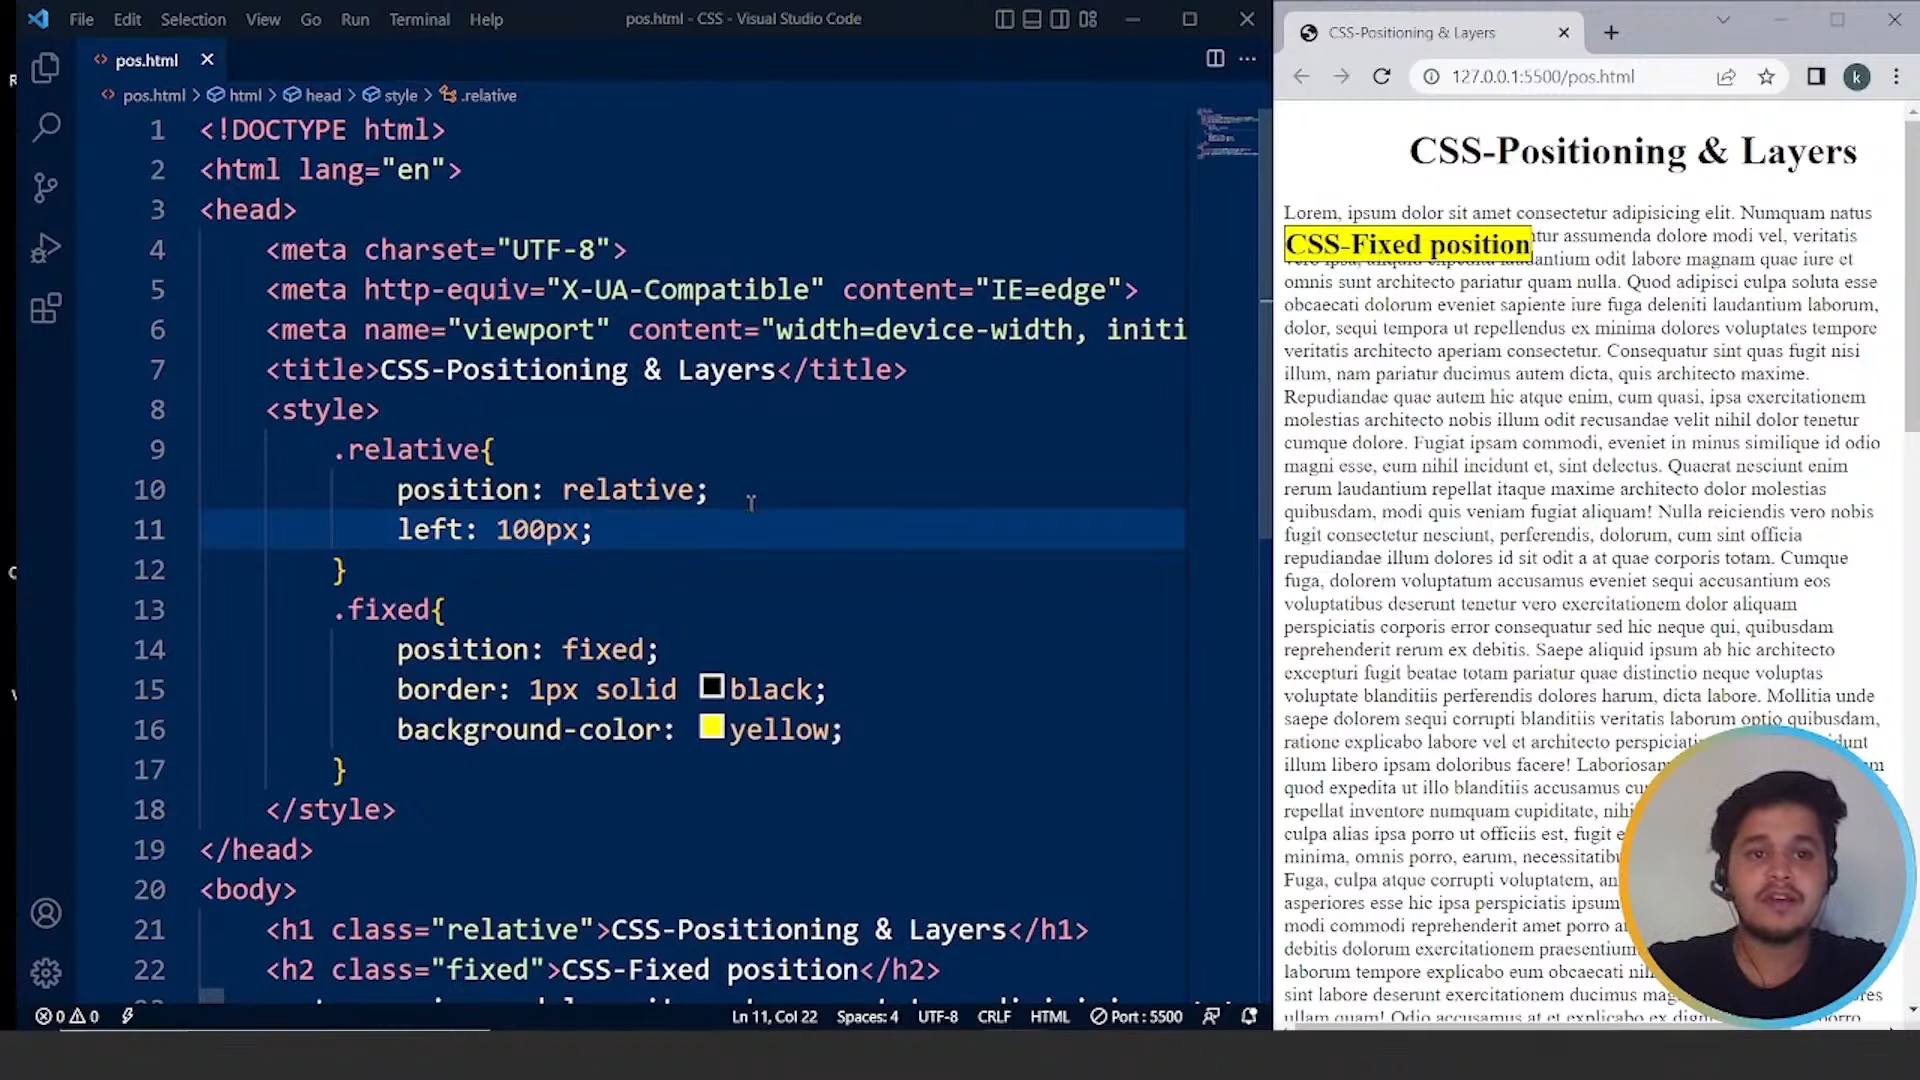 File Edit Selection View Go Run Terminal Help
pos.html - CSS - Visual Studio Code
pos.html
pos.html > html > head > style > .relative
1 <!DOCTYPE html>
2 <html lang="en">
3 <head>
4 <meta charset="UTF-8">
5 <meta http-equiv="X-UA-Compatible" content="IE=edge">
6 <meta name="viewport" content="width=device-width, initi
7 <title>CSS-Positioning & Layers</title>
8 <style>
9 .relative{
10 position: relative;
11 left: 100px;
12 }
13 .fixed{
14 position: fixed;
15 border: 1px solid black;
16 background-color: yellow;
17 }
18 </style>
19 </head>
20 <body>
21 <h1 class="relative">CSS-Positioning & Layers</h1>
22 <h2 class="fixed">CSS-Fixed position</h2>
0 0
Ln 11, Col 22 Spaces: 4 UTF-8 CRLF HTML Port : 5500
CSS-Positioning & Layers
127.0.0.1:5500/pos.html
k
CSS-Positioning & Layers
Lorem, ipsum dolor sit amet consectetur adipisicing elit. Numquam natus
CSS-Fixed position
assumenda dolore modi vel, veritatis
odit labore magnam quae iure et
omnis sunt architecto pariatur quam nulla. Quod adipisci culpa soluta esse
obcaecati dolorum eveniet sapiente iure fuga deleniti laudantium laborum,
dolor, sequi tempora ut repellendus ex minima dolores voluptates tempore
veritatis architecto aperiam consectetur. Consequatur sint quas fugit nisi
illum, nam pariatur ducimus autem dicta, quis architecto maxime.
Repudiandae quae autem hic atque enim, cum quasi, ipsa exercitationem
molestias architecto nobis illum odit recusandae velit nihil dolor tenetur
cumque dolore. Fugiat ipsam commodi, eveniet in minus similique id odio
magni esse, eum nihil incidunt et, sint delectus. Quaerat nesciunt enim
rerum laudantium repellat itaque maxime architecto dolor molestias
quibusdam, modi quis veniam fugiat aliquam! Nulla reiciendis vero nobis
fugit consectetur nesciunt, perferendis, dolorum, cum sint officia
repudiandae illum dolores id sit odit a at quae corporis totam. Cumque
fuga, dolorem voluptatum accusamus eveniet sequi accusantium eos
voluptatibus deserunt tenetur vero exercitationem dolor aliquam
perspiciatis corporis error consequatur sed hic neque qui, quibusdam
reprehenderit rerum ex debitis. Saepe aliquid ipsum ab hic architecto
excepturi fugit beatae totam pariatur quae distinctio neque voluptas
voluptate blanditiis perferendis dolores harum, dicta labore. Mollitia unde
saepe dolorem sequi corrupti blanditiis veritatis laborum optio quibusdam,
ratione explicabo labore vel et architecto
illum libero ipsam doloribus facere!
quod expedita ut illo blanditiis accusamus
repellat inventore numquam cupiditate,
culpa alias ipsa porro ut officiis est, fugit
minima, omnis porro, earum,
Fuga, culpa atque corrupti voluptatem,
asperiores esse hic ipsa perspiciatis ipsum
modi commodi reprehenderit amet porro
debitis dolorum exercitationem
laborum tempore explicabo eum obcaecati
sint labore deserunt exercitationem ducimus
ullam quam! Odio accusamus at et explicabo ex